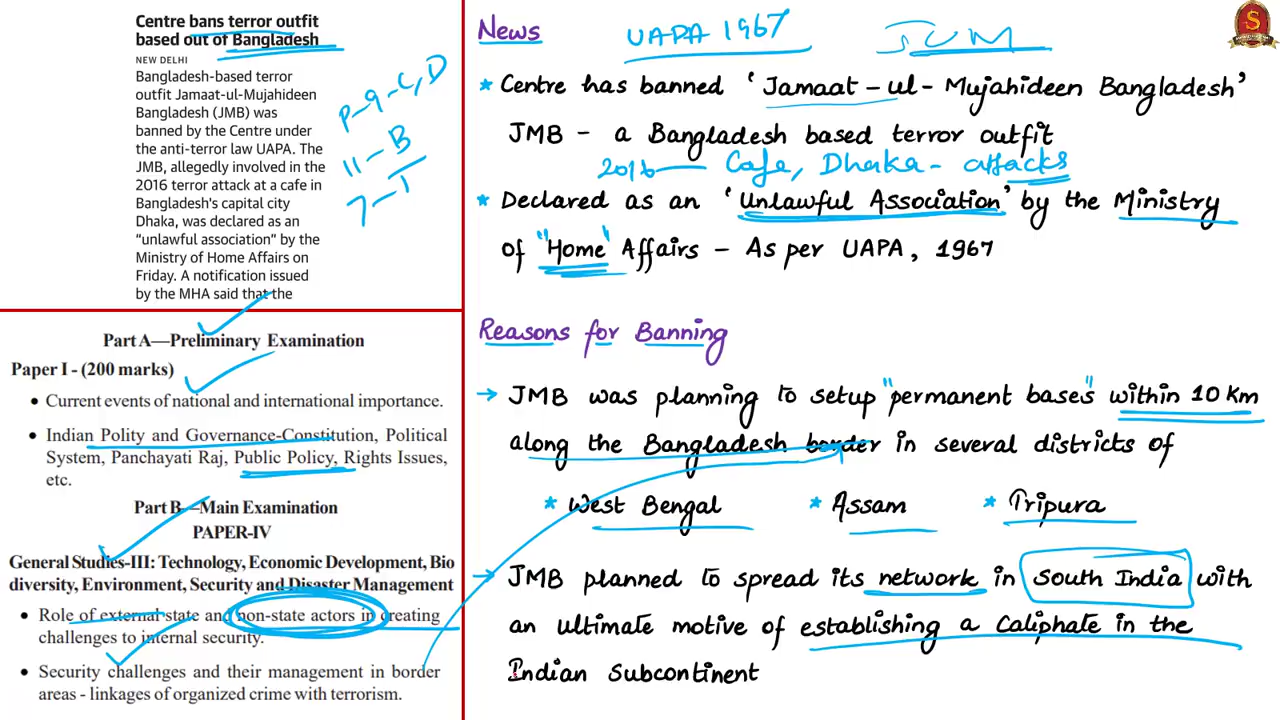 Centre bans terror outfit
based out of Bangladesh
NEW DELHI
Bangladesh-based terror
outfit Jamaat-ul-Mujahideen
Bangladesh (JMB) was
banned by the Centre under
the anti-terror law UAPA. The
JMB, allegedly involved in the
2016 terror attack at a cafe in
Bangladesh's capital city
Dhaka, was declared as an
"unlawful association" by the
Ministry of Home Affairs on
Friday. A notification issued
by the MHA said that the
P-9-C, D
11-B
7-T
Part A—Preliminary Examination
Paper I - (200 marks)
• Current events of national and international importance.
• Indian Polity and Governance-Constitution, Political
System, Panchayati Raj, Public Policy, Rights Issues,
etc.
Part B—Main Examination
PAPER-IV
General Studies-III: Technology, Economic Development, Bio
diversity, Environment, Security and Disaster Management
• Role of external state and non-state actors in creating
challenges to internal security.
• Security challenges and their management in border
areas - linkages of organized crime with terrorism.
News
UAPA 1967
JUM
* Centre has banned 'Jamaat-ul-Mujahideen Bangladesh'
JMB - a Bangladesh based terror outfit
2016 — Cafe, Dhaka - attacks
* Declared as an 'Unlawful Association' by the Ministry
of "Home" Affairs - As per UAPA, 1967
Reasons for Banning
→ JMB was planning to setup "permanent bases" within 10 Km
along the Bangladesh border in several districts of
* West Bengal * Assam * Tripura
→ JMB planned to spread its network in South India with
an ultimate motive of establishing a Caliphate in the
Indian Subcontinent
S